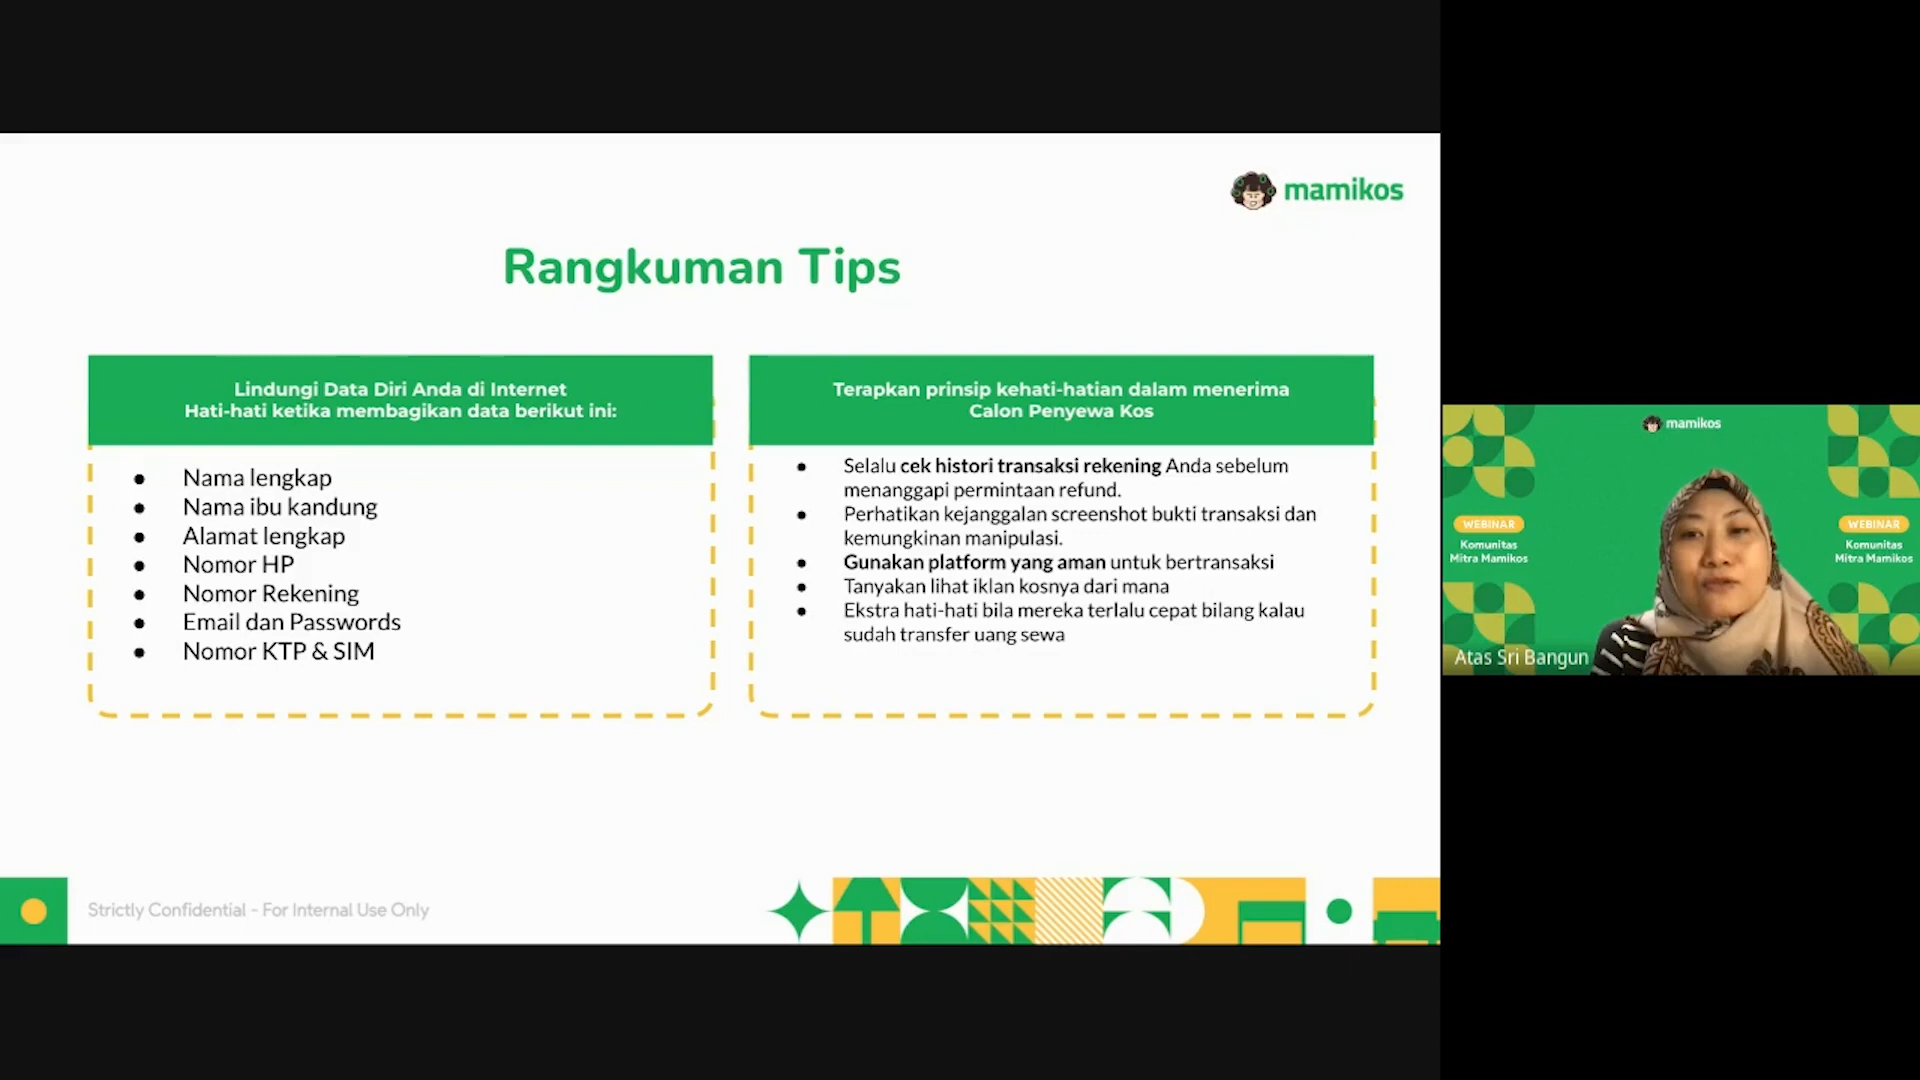 mamikos
Rangkuman Tips
Lindungi Data Diri Anda di Internet
Hati-hati ketika membagikan data berikut ini:
● Nama lengkap
● Nama ibu kandung
● Alamat lengkap
● Nomor HP
● Nomor Rekening
● Email dan Passwords
● Nomor KTP & SIM
Terapkan prinsip kehati-hatian dalam menerima
Calon Penyewa Kos
● Selalu cek histori transaksi rekening Anda sebelum
menanggapi permintaan refund.
● Perhatikan kejanggalan screenshot bukti transaksi dan
kemungkinan manipulasi.
● Gunakan platform yang aman untuk bertransaksi
● Tanyakan lihat iklan kosnya dari mana
● Ekstra hati-hati bila mereka terlalu cepat bilang kalau
sudah transfer uang sewa
Strictly Confidential - For Internal Use Only
mamikos
WEBINAR
Komunitas
Mitra Mamikos
WEBINAR
Komunitas
Mitra Mamikos
Atas Sri Bangun